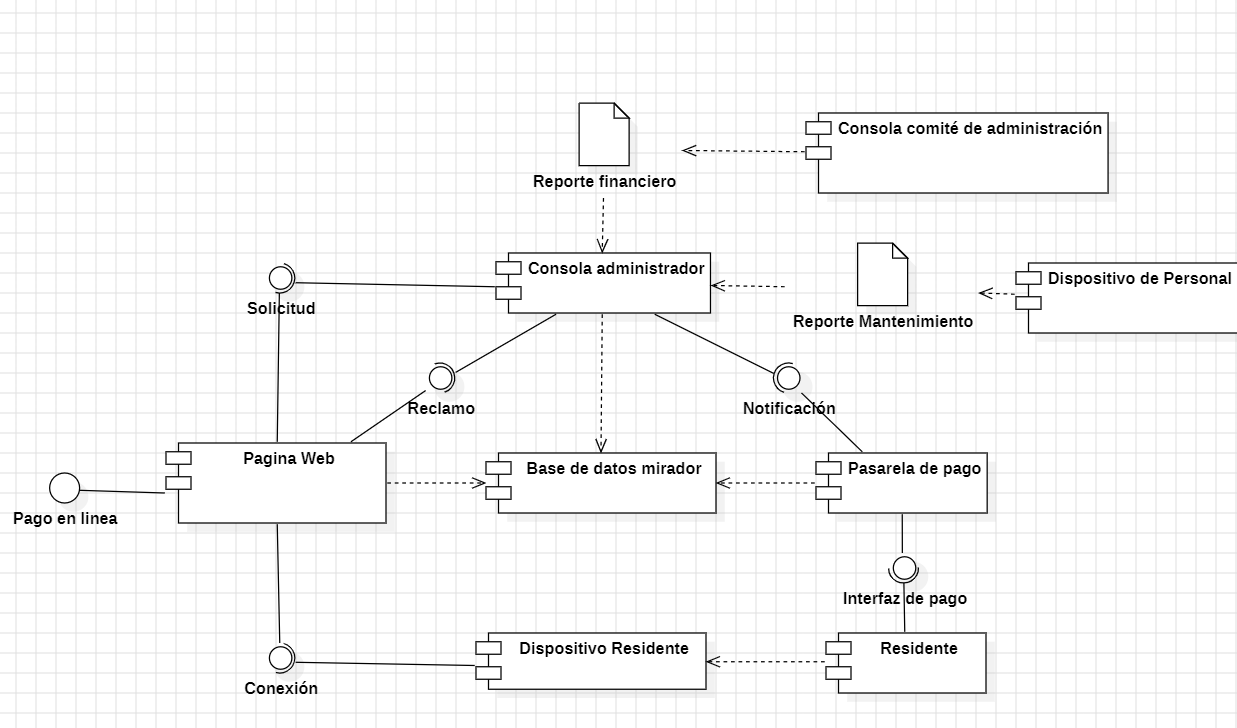 Consola comité de administración
Reporte financiero
Consola administrador
Dispositivo de Personal
Solicitud
Reporte Mantenimiento
Reclamo
Notificación
Pagina Web
Base de datos mirador
Pasarela de pago
Pago en linea
Interfaz de pago
Dispositivo Residente
Residente
Conexión